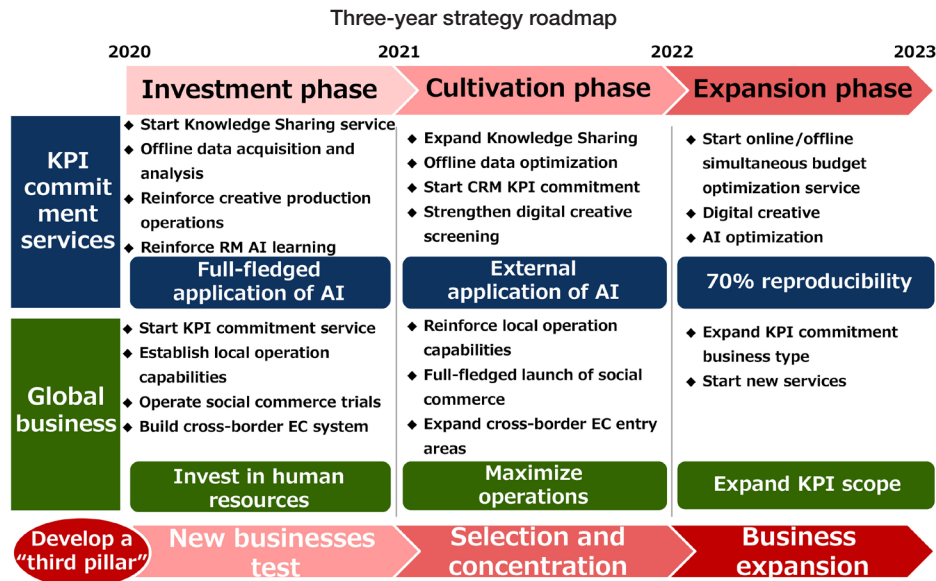 Three-year strategy roadmap
2020
2021
2022
2023
Investment phase
Cultivation phase
Expansion phase
KPI
commit
ment
services
◆ Start Knowledge Sharing service
◆ Offline data acquisition and
analysis
◆ Reinforce creative production
operations
◆ Reinforce RM AI learning
Full-fledged
application of AI
◆ Expand Knowledge Sharing
◆ Offline data optimization
◆ Start CRM KPI commitment
◆ Strengthen digital creative
screening
External
application of AI
◆ Start online/offline
simultaneous budget
optimization service
◆ Digital creative
◆ AI optimization
70% reproducibility
Global
business
◆ Start KPI commitment service
◆ Establish local operation
capabilities
◆ Operate social commerce trials
◆ Build cross-border EC system
Invest in human
resources
◆ Reinforce local operation
capabilities
◆ Full-fledged launch of social
commerce
◆ Expand cross-border EC entry
areas
Maximize
operations
◆ Expand KPI commitment
business type
◆ Start new services
Expand KPI scope
Develop a
“third pillar”
New businesses
test
Selection and
concentration
Business
expansion